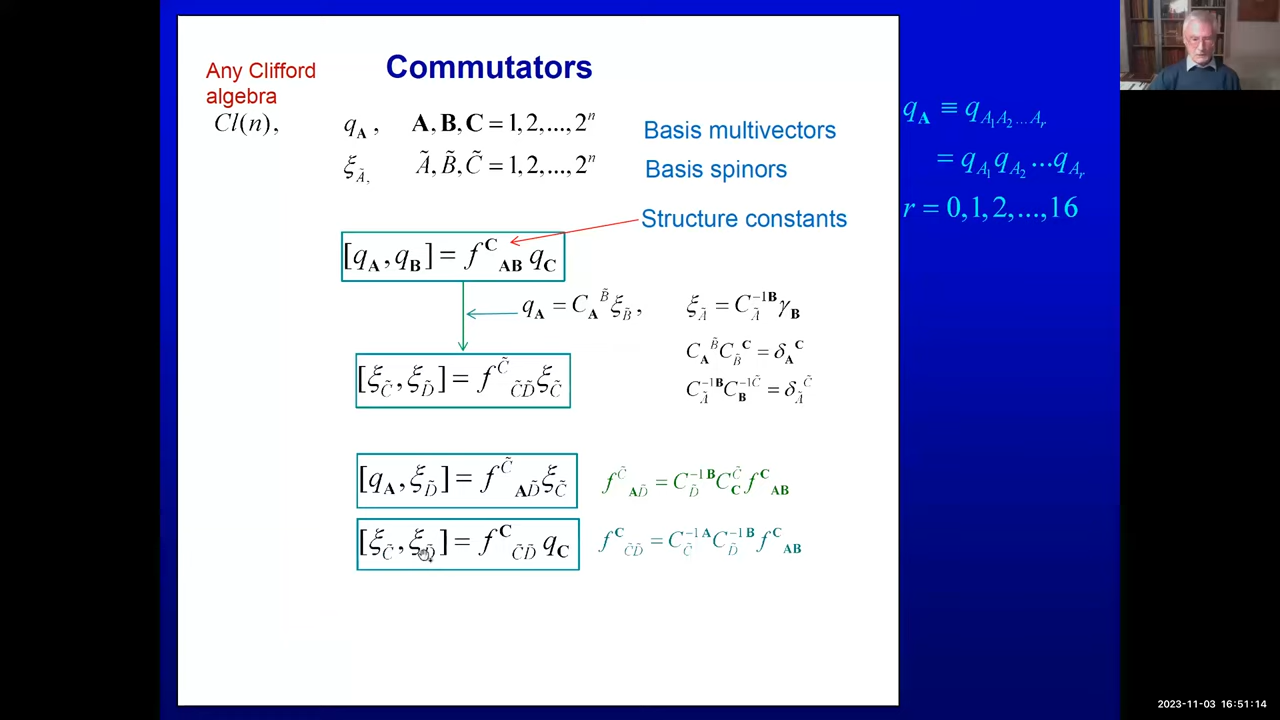 Commutators
Any Clifford
algebra
Cl(n), q_A, A, B, C = 1, 2, ..., 2^n Basis multivectors
ξ_Ã, Ã, B̃, C̃ = 1, 2, ..., 2^n Basis spinors
Structure constants
[q_A, q_B] = f^C_AB q_C
q_A = C_A^B̃ ξ_B̃, ξ_Ã = C_Ã^-1B γ_B
C_A^B̃ C_B̃^C = δ_A^C
[ξ_C̃, ξ_D̃] = f^C̃_C̃D̃ ξ_C̃
C_Ã^-1B C_B^-1C̃ = δ_Ã^C̃
[q_A, ξ_D̃] = f^C̃_AD̃ ξ_C̃ f^C̃_AD̃ = C_D̃^-1B C_C^C̃ f^C_AB
[ξ_C̃, ξ_D̃] = f^C_C̃D̃ q_C f^C_C̃D̃ = C_C̃^-1A C_D̃^-1B f^C_AB
q_A ≡ q_A₁A₂...A_r
= q_A₁ q_A₂ ... q_A_r
r = 0, 1, 2, ..., 16
2023-11-03 16:51:14